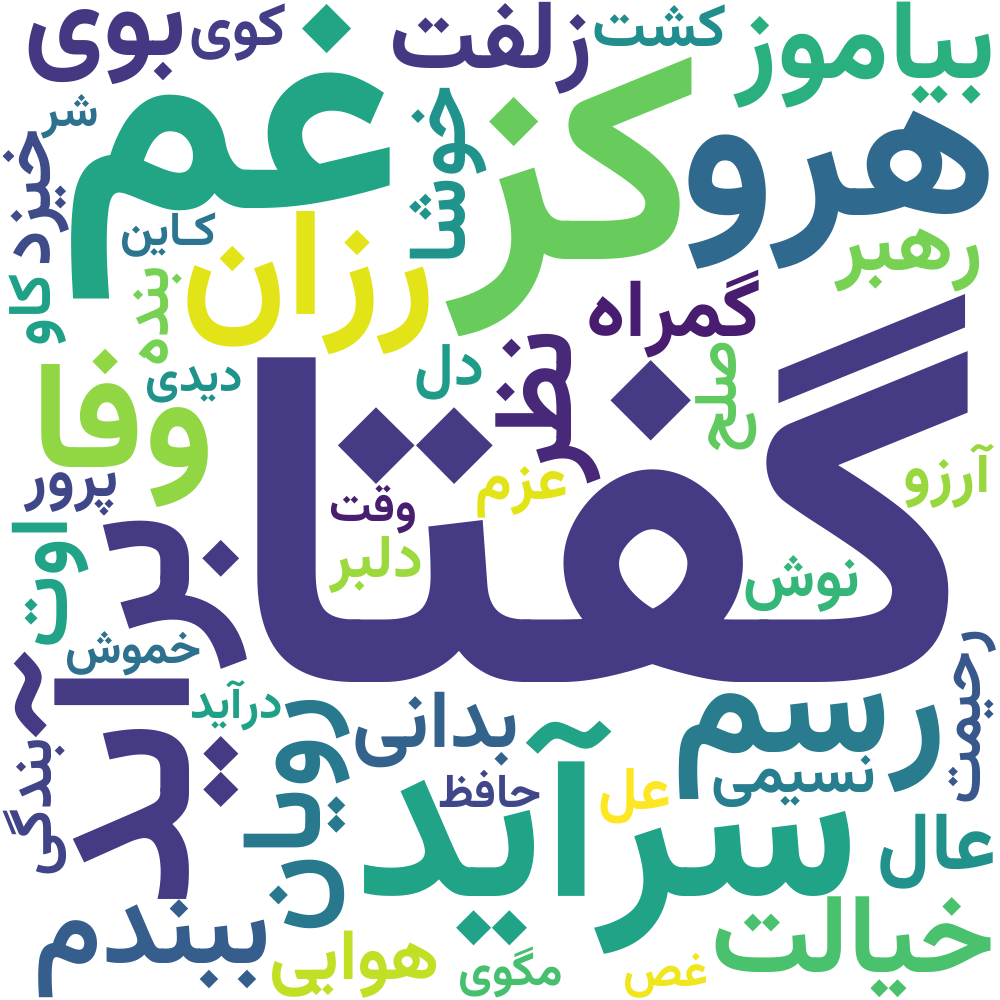 بیاموز
کشت
زلفت
کوی
بوی
غم
کز
هرو
شر
خوشا
خیزد
کاین
رزان
رهبر
کاو
بنده
گمراه
نظر
صلح
دل
دیدی
وفا
گفتا
آرزو
عزم
پرور
وقت
دلبر
اوت
نوش
برآید
خموش
رحیمت
درآید
رویان
بدانی
رسم
بندگی
نسیمی
حافظ
عل
سرآید
عال
ببندم
هوایی
مگوی
غص
خیالت